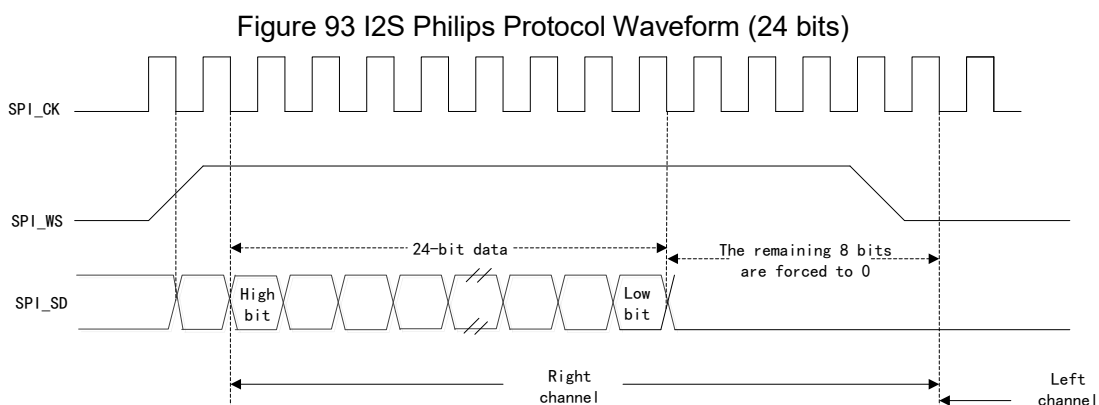 Figure 93 I2S Philips Protocol Waveform (24 bits)
SPI_CK
SPI_WS
24-bit data
The remaining 8 bits
are forced to 0
SPI_SD
High
bit
Low
bit
Right
channel
Left
channel